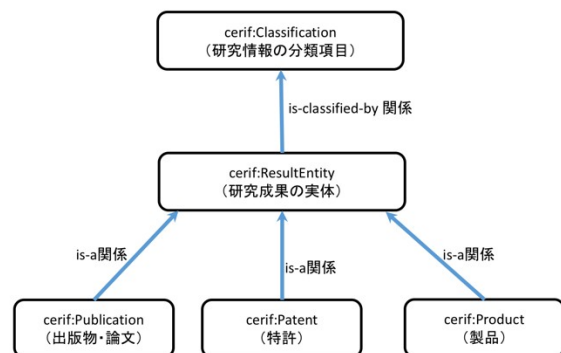 cerif:Classification
（研究情報の分類項目）
is-classified-by 関係
cerif:ResultEntity
（研究成果の実体）
is-a関係
is-a関係
is-a関係
cerif:Publication
（出版物・論文）
cerif:Patent
（特許）
cerif:Product
（製品）